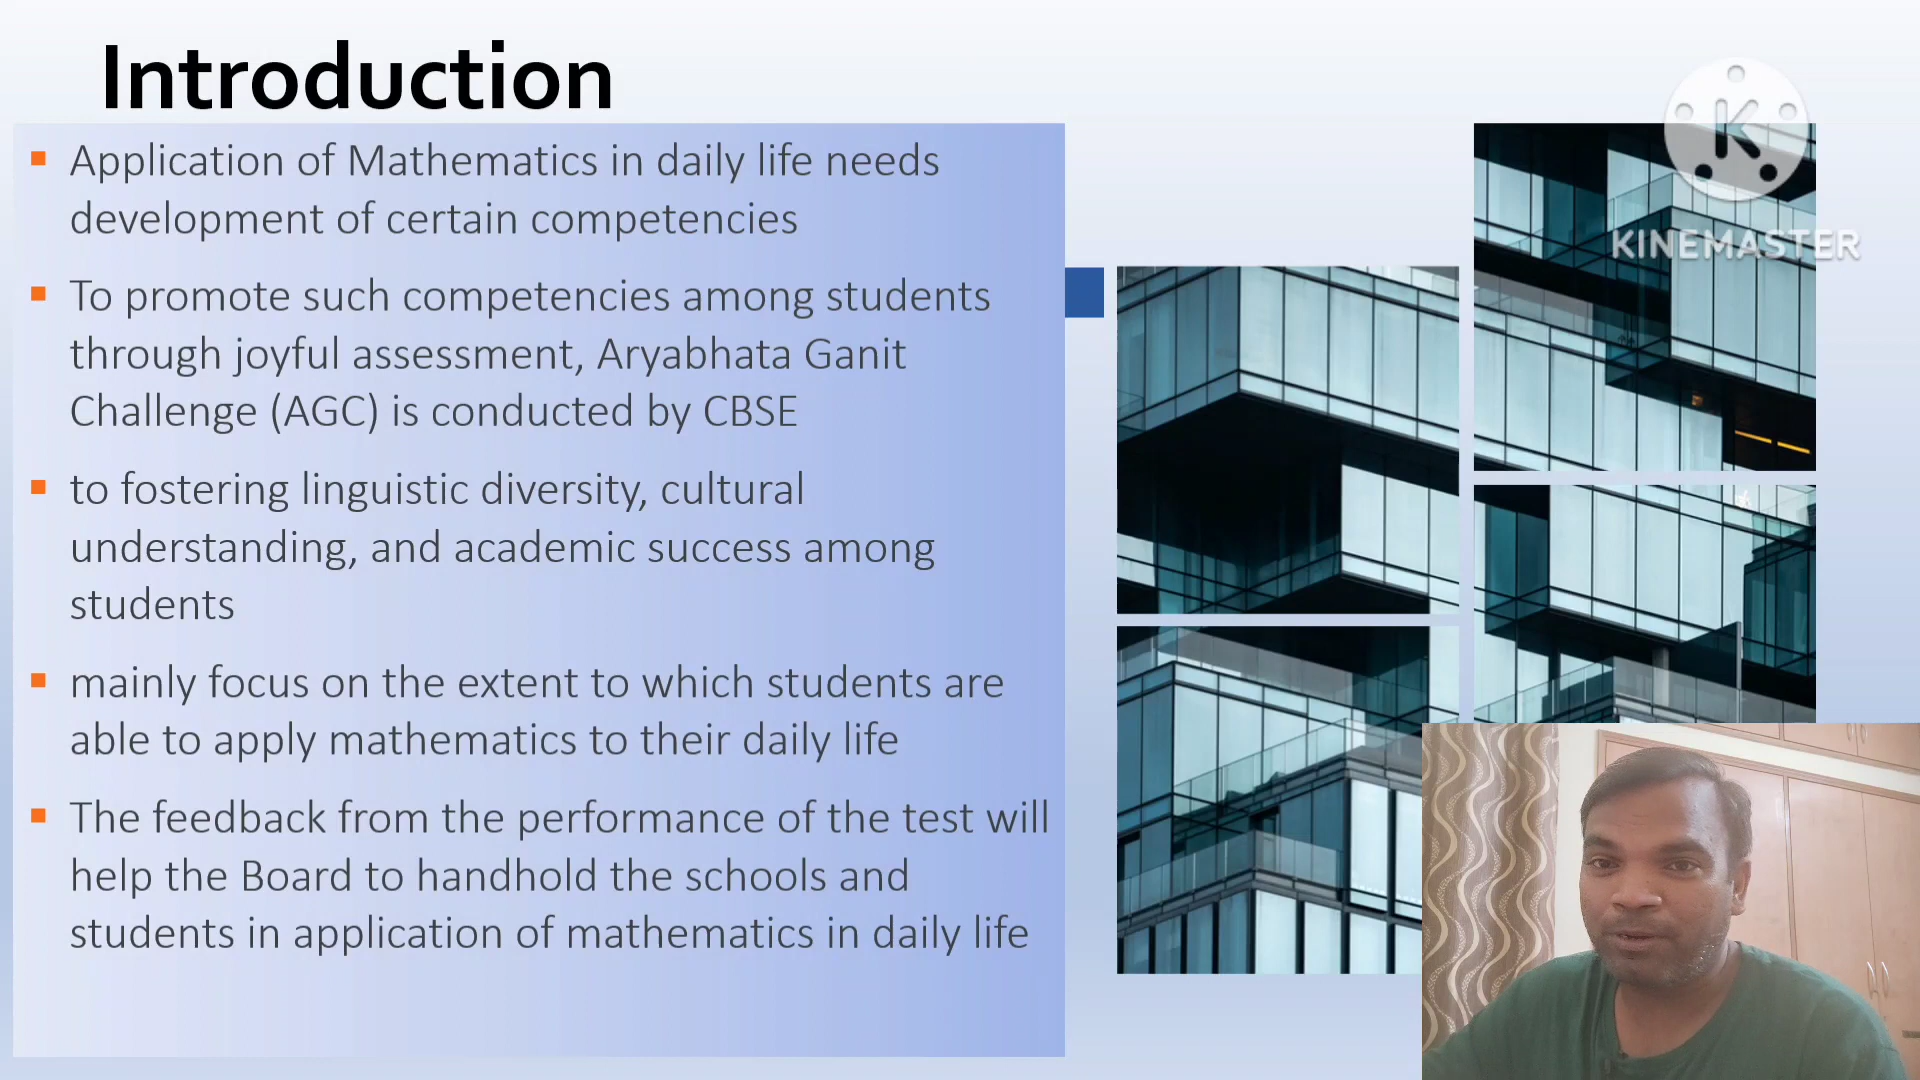 Introduction
Application of Mathematics in daily life needs
development of certain competencies
To promote such competencies among students
through joyful assessment, Aryabhata Ganit
Challenge (AGC) is conducted by CBSE
to fostering linguistic diversity, cultural
understanding, and academic success among
students
mainly focus on the extent to which students are
able to apply mathematics to their daily life
The feedback from the performance of the test will
help the Board to handhold the schools and
students in application of mathematics in daily life
K
KINEMASTER